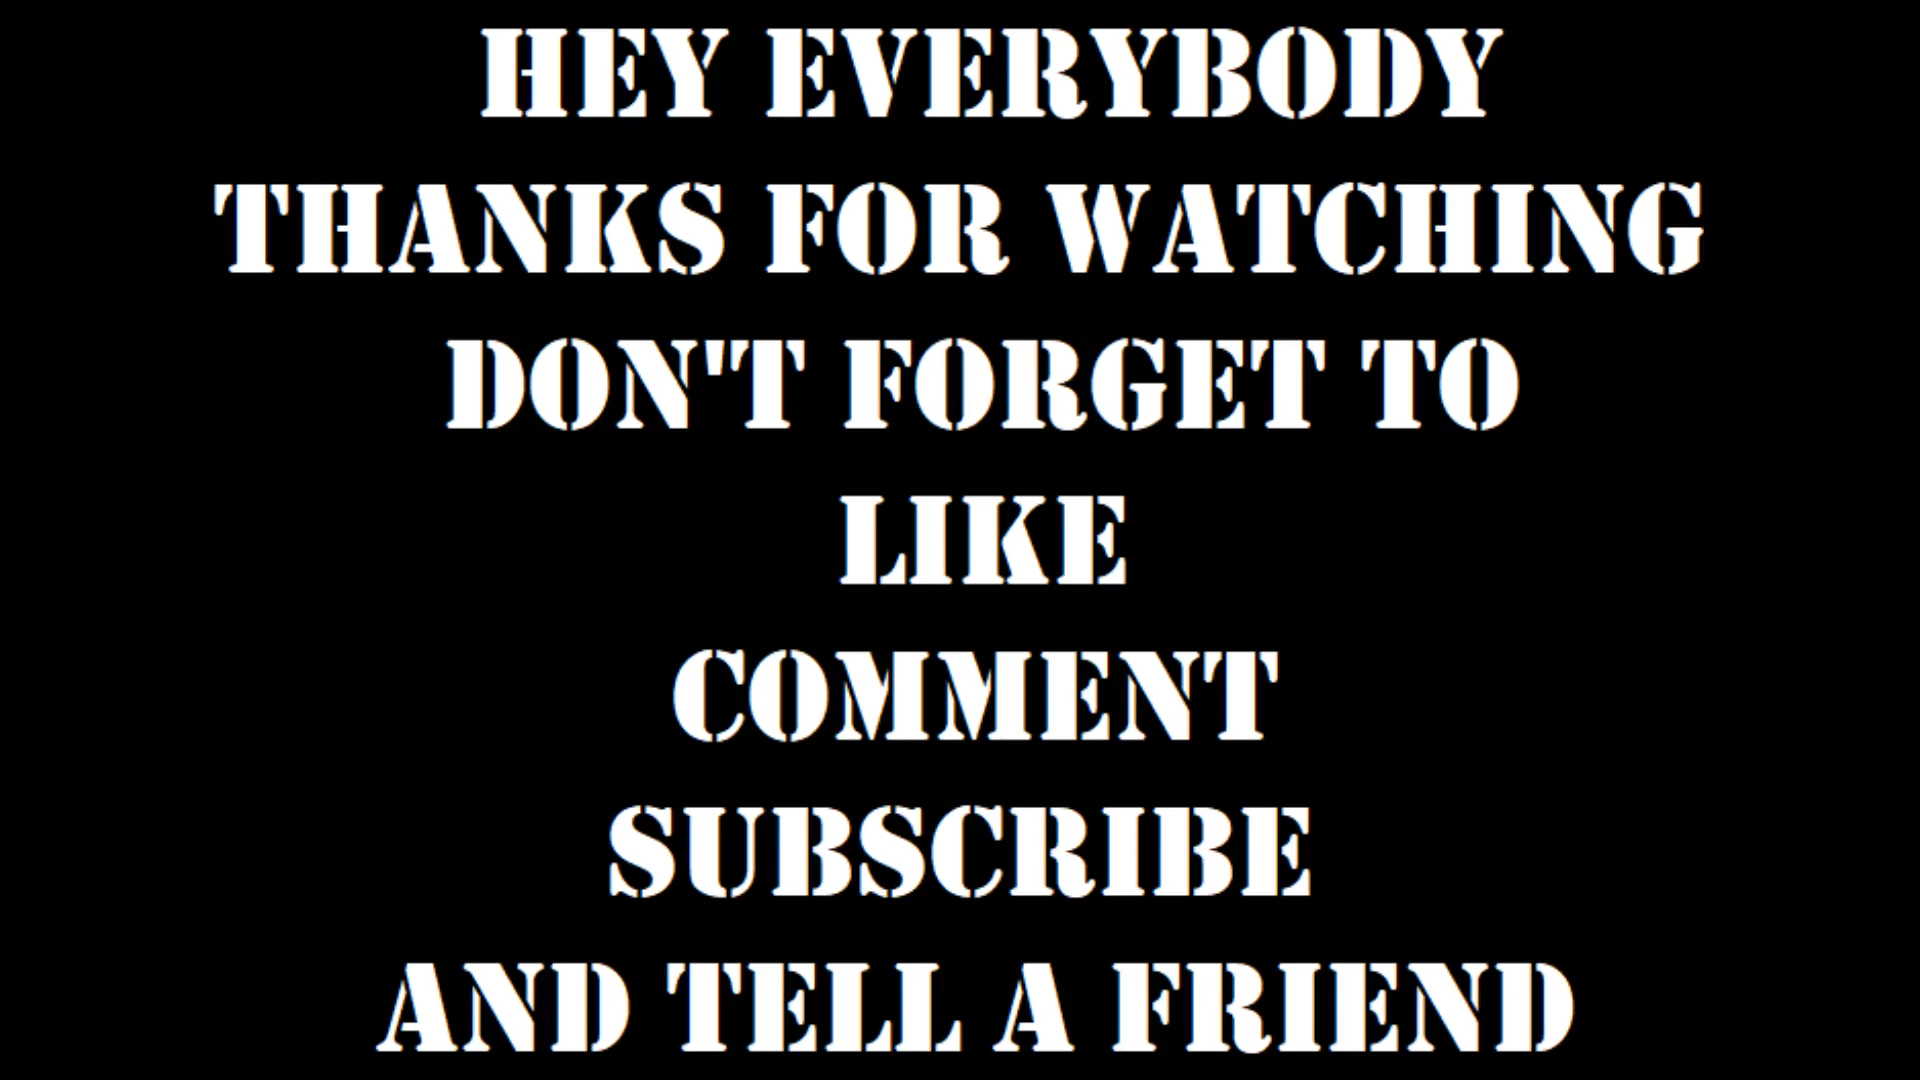 HEY EVERYBODY
THANKS FOR WATCHING
DON'T FORGET TO
LIKE
COMMENT
SUBSCRIBE
AND TELL A FRIEND